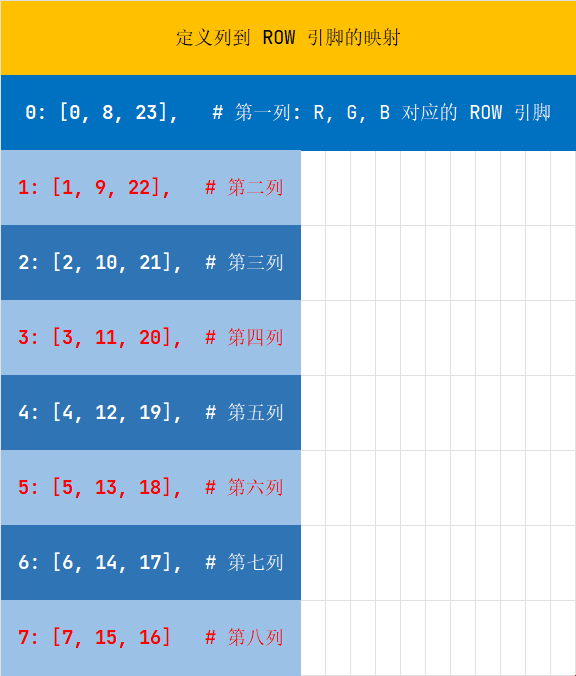 定义列到 ROW 引脚的映射
0: [0, 8, 23],   # 第一列: R, G, B 对应的 ROW 引脚
1: [1, 9, 22],   # 第二列
2: [2, 10, 21],  # 第三列
3: [3, 11, 20],  # 第四列
4: [4, 12, 19],  # 第五列
5: [5, 13, 18],  # 第六列
6: [6, 14, 17],  # 第七列
7: [7, 15, 16]   # 第八列